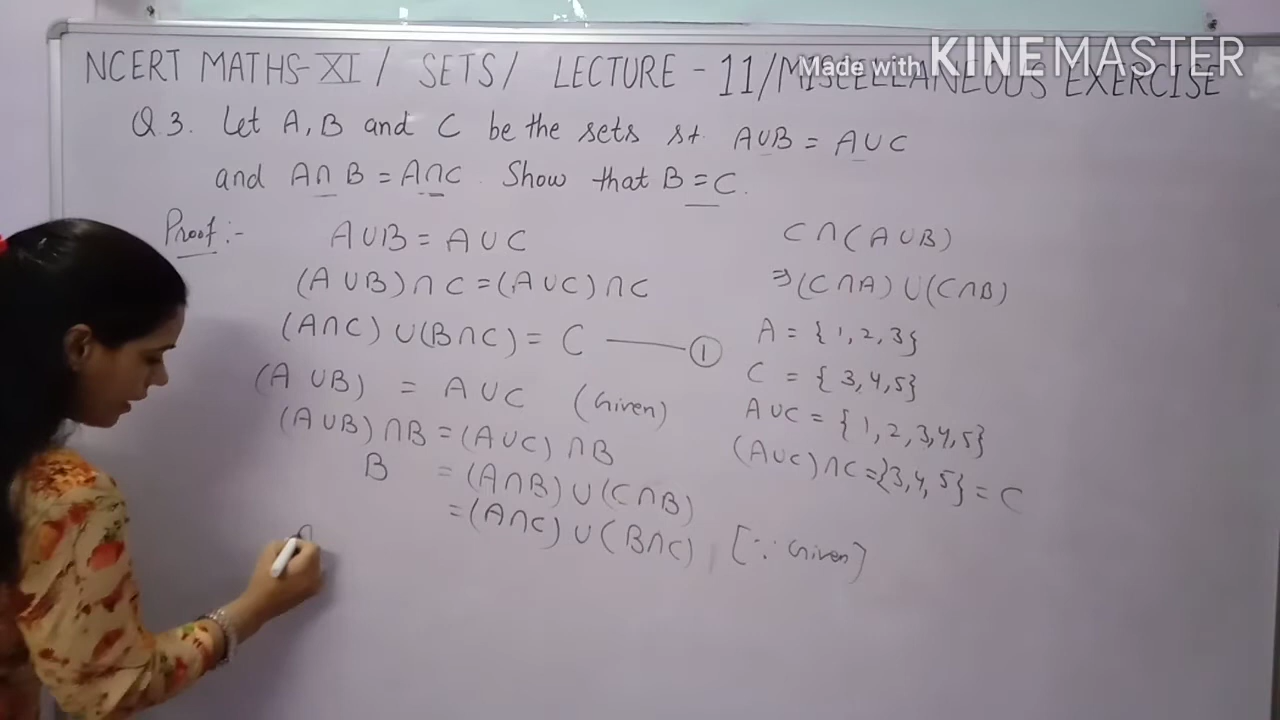 NCERT MATHS-XI / SETS / LECTURE - 11/MISCELLANEOUS EXERCISE
Made with KINEMASTER
Q.3. Let A, B and C be the sets st. A∪B = A∪C
and A∩B = A∩C. Show that B = C.
Proof:-
A∪B = A∪C
(A∪B)∩C = (A∪C)∩C
(A∩C)∪(B∩C) = C ——— ①
(A∪B) = A∪C (Given)
(A∪B)∩B = (A∪C)∩B
B = (A∩B)∪(C∩B)
= (A∩C)∪(B∩C) [∵ Given]
C∩(A∪B)
⇒(C∩A)∪(C∩B)
A = {1,2,3}
C = {3,4,5}
A∪C = {1,2,3,4,5}
(A∪C)∩C = {3,4,5} = C